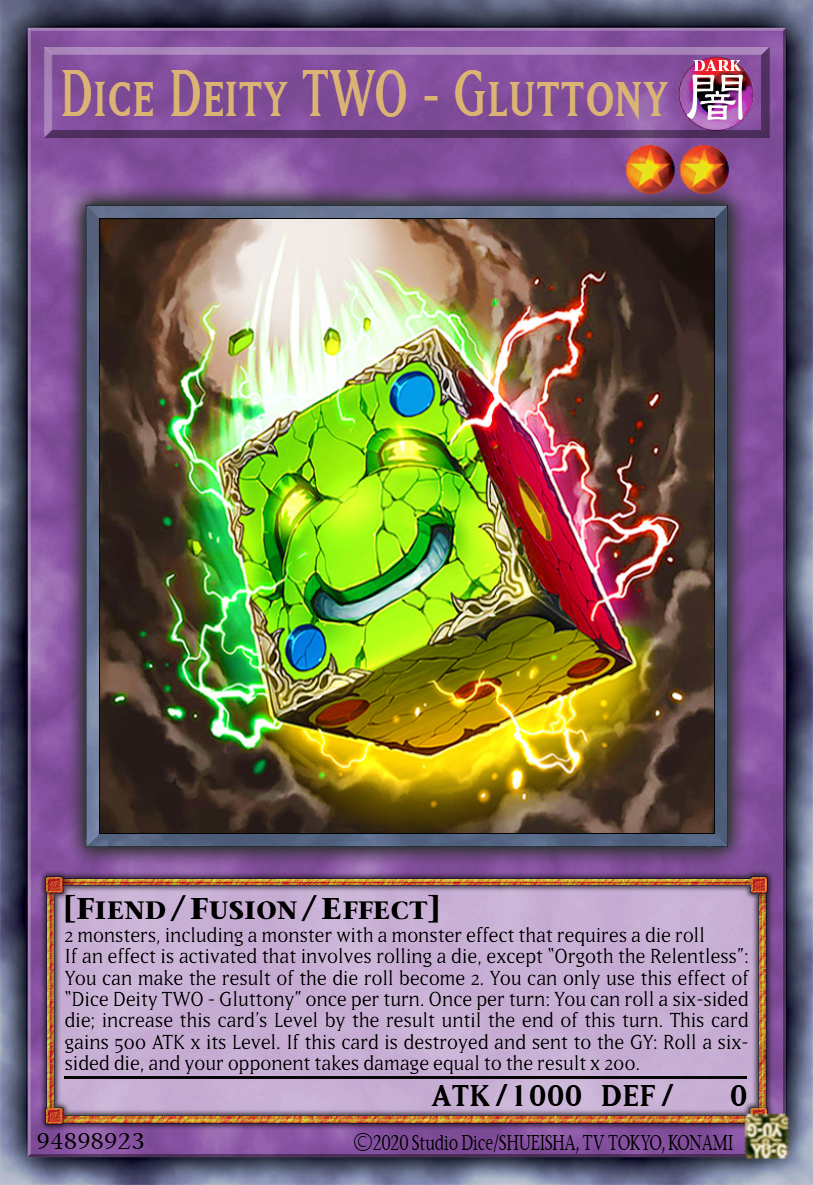 Dice Deity TWO - Gluttony
DARK
闇
[Fiend / Fusion / Effect]
2 monsters, including a monster with a monster effect that requires a die roll
If an effect is activated that involves rolling a die, except "Orgoth the Relentless":
You can make the result of the die roll become 2. You can only use this effect of
"Dice Deity TWO - Gluttony" once per turn. Once per turn: You can roll a six-sided
die; increase this card's Level by the result until the end of this turn. This card
gains 500 ATK x its Level. If this card is destroyed and sent to the GY: Roll a six-
sided die, and your opponent takes damage equal to the result x 200.
ATK / 1000 DEF / 0
94898923 ©2020 Studio Dice/SHUEISHA, TV TOKYO, KONAMI